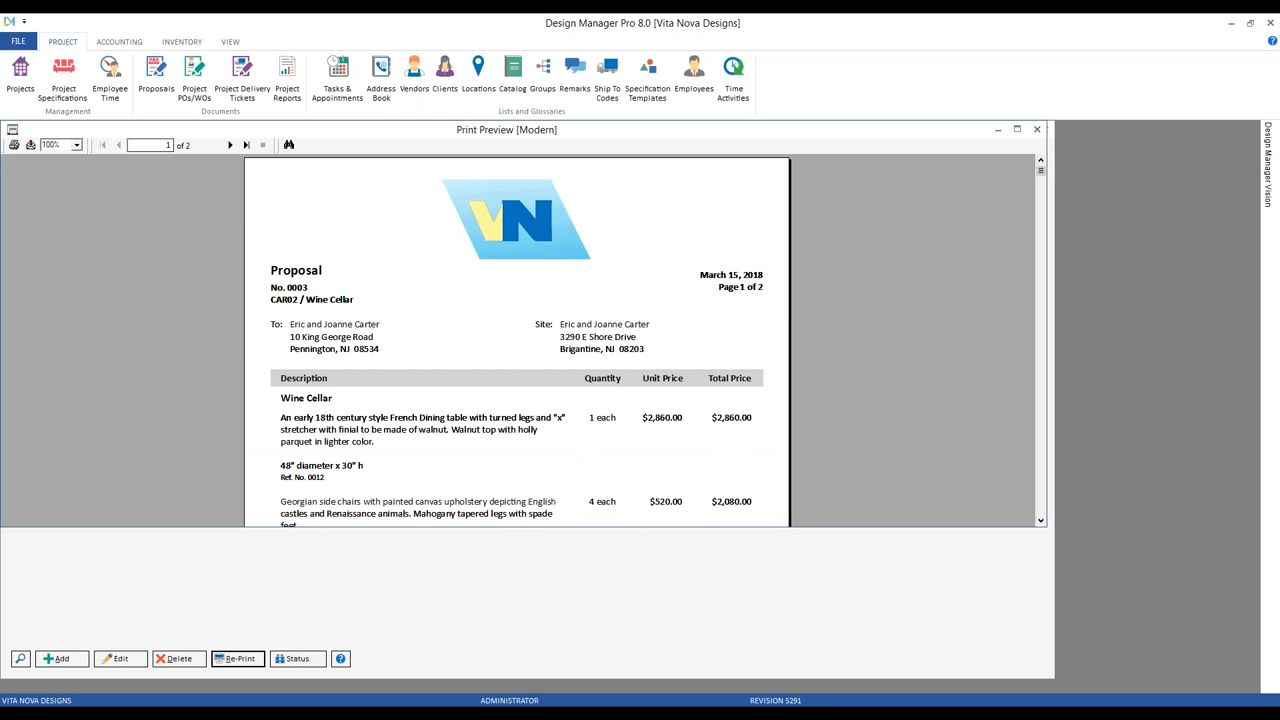 Design Manager Pro 8.0 [Vita Nova Designs]
FILE PROJECT ACCOUNTING INVENTORY VIEW
Projects
Project Specifications
Employee Time
Proposals
Project POs/WOs
Project Delivery Tickets
Project Reports
Tasks & Appointments
Address Book
Vendors
Clients
Locations
Catalog
Groups
Remarks
Ship To Codes
Specification Templates
Employees
Time Activities
Management Documents Lists and Glossaries
Print Preview [Modern]
100% 1 of 2
VN
Proposal
No. 0003
CAR02 / Wine Cellar
March 15, 2018
Page 1 of 2
To: Eric and Joanne Carter
10 King George Road
Pennington, NJ 08534
Site: Eric and Joanne Carter
3290 E Shore Drive
Brigantine, NJ 08203
Description Quantity Unit Price Total Price
Wine Cellar
An early 18th century style French Dining table with turned legs and "x" 1 each $2,860.00 $2,860.00
stretcher with finial to be made of walnut. Walnut top with holly
parquet in lighter color.
48" diameter x 30" h
Ref. No. 0012
Georgian side chairs with painted canvas upholstery depicting English 4 each $520.00 $2,080.00
castles and Renaissance animals. Mahogany tapered legs with spade
feet.
Add Edit Delete Re-Print Status
VITA NOVA DESIGNS ADMINISTRATOR REVISION 5291
Design Manager Vision